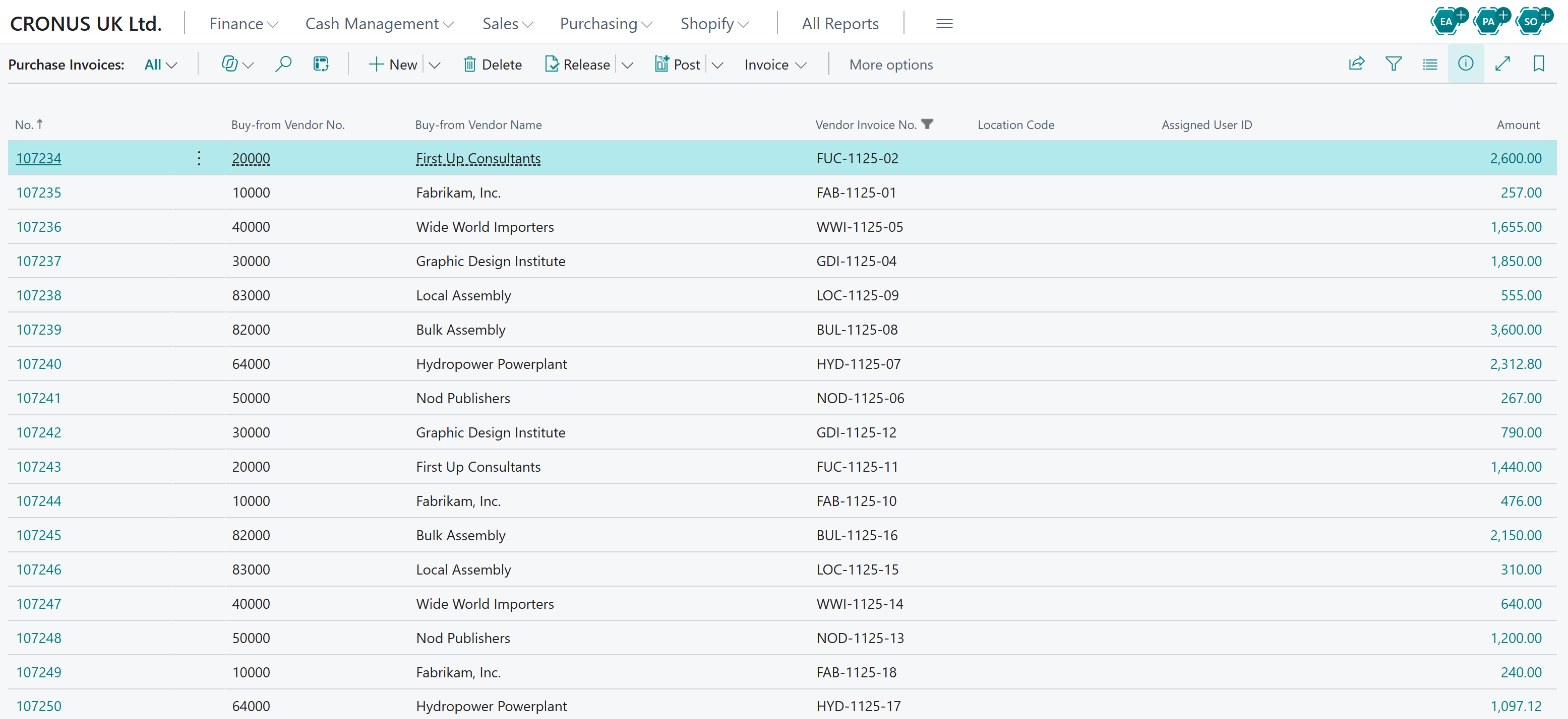 CRONUS UK Ltd. Finance Cash Management Sales Purchasing Shopify All Reports EA PA SO
Purchase Invoices: All New Delete Release Post Invoice More options
No. Buy-from Vendor No. Buy-from Vendor Name Vendor Invoice No. Location Code Assigned User ID Amount
107234 20000 First Up Consultants FUC-1125-02 2,600.00
107235 10000 Fabrikam, Inc. FAB-1125-01 257.00
107236 40000 Wide World Importers WWI-1125-05 1,655.00
107237 30000 Graphic Design Institute GDI-1125-04 1,850.00
107238 83000 Local Assembly LOC-1125-09 555.00
107239 82000 Bulk Assembly BUL-1125-08 3,600.00
107240 64000 Hydropower Powerplant HYD-1125-07 2,312.80
107241 50000 Nod Publishers NOD-1125-06 267.00
107242 30000 Graphic Design Institute GDI-1125-12 790.00
107243 20000 First Up Consultants FUC-1125-11 1,440.00
107244 10000 Fabrikam, Inc. FAB-1125-10 476.00
107245 82000 Bulk Assembly BUL-1125-16 2,150.00
107246 83000 Local Assembly LOC-1125-15 310.00
107247 40000 Wide World Importers WWI-1125-14 640.00
107248 50000 Nod Publishers NOD-1125-13 1,200.00
107249 10000 Fabrikam, Inc. FAB-1125-18 240.00
107250 64000 Hydropower Powerplant HYD-1125-17 1,097.12